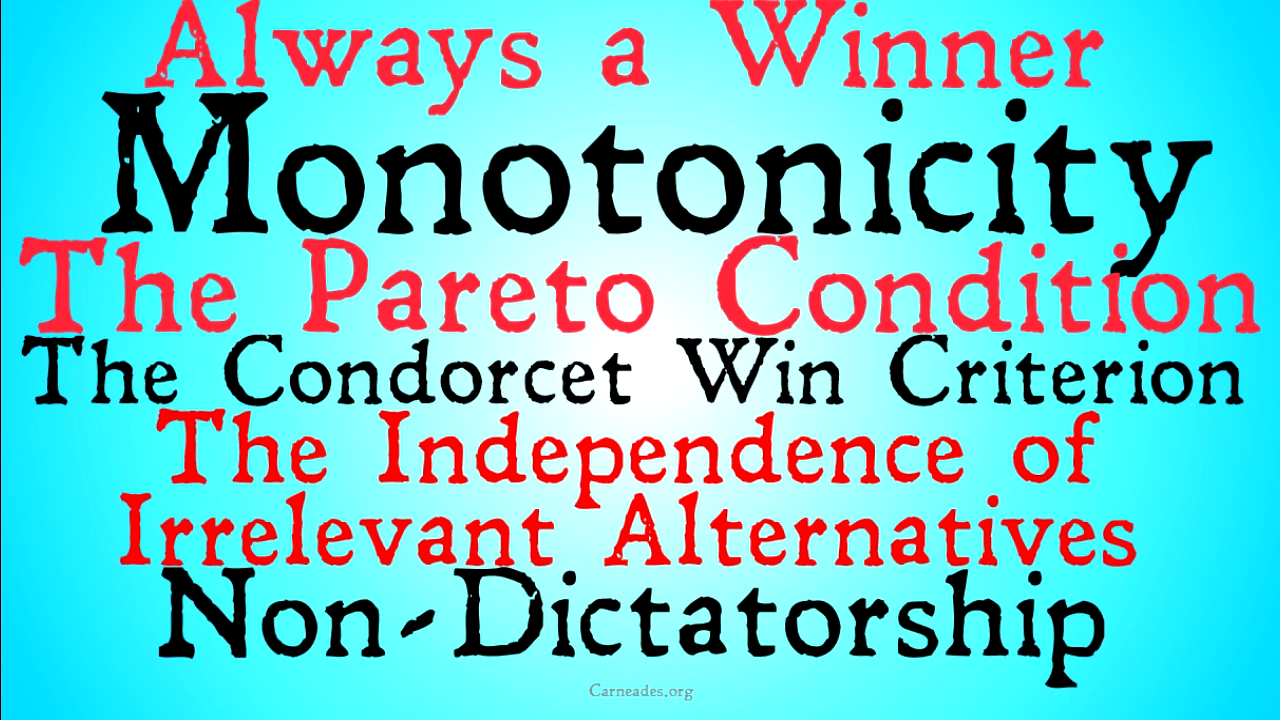 Always a Winner
Monotonicity
The Pareto Condition
The Condorcet Win Criterion
The Independence of
Irrelevant Alternatives
Non-Dictatorship
Carneades.org